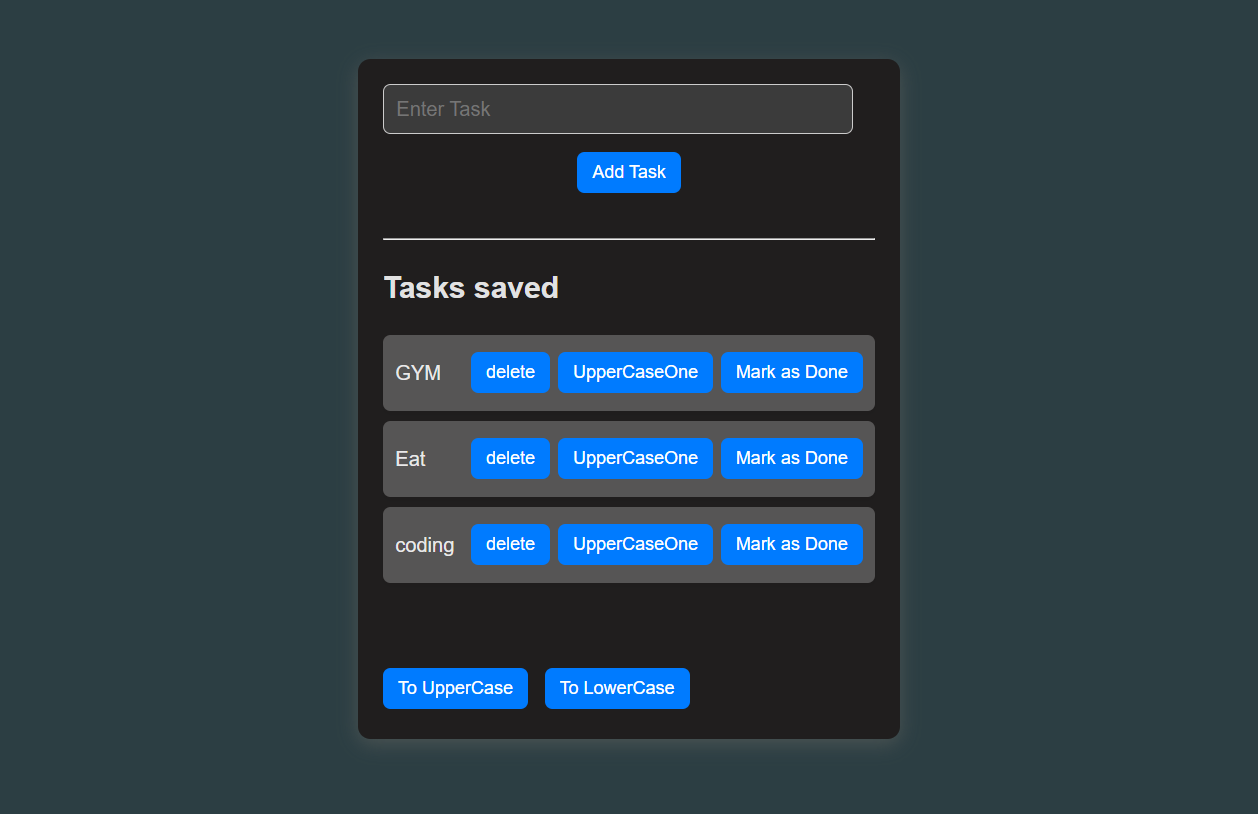 Enter Task
Add Task
Tasks saved
GYM delete UpperCaseOne Mark as Done
Eat delete UpperCaseOne Mark as Done
coding delete UpperCaseOne Mark as Done
To UpperCase To LowerCase